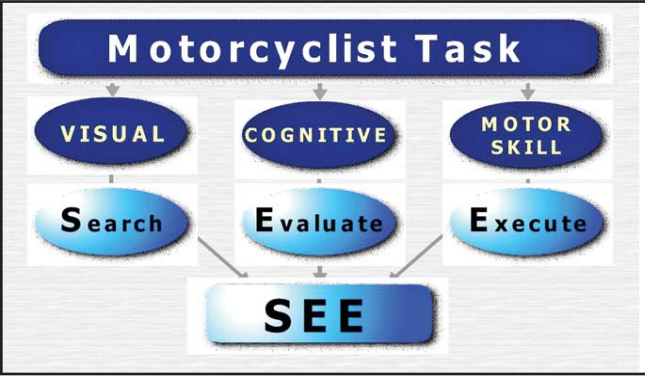 Motorcyclist Task
VISUAL
COGNITIVE
MOTOR
SKILL
Search
Evaluate
Execute
SEE